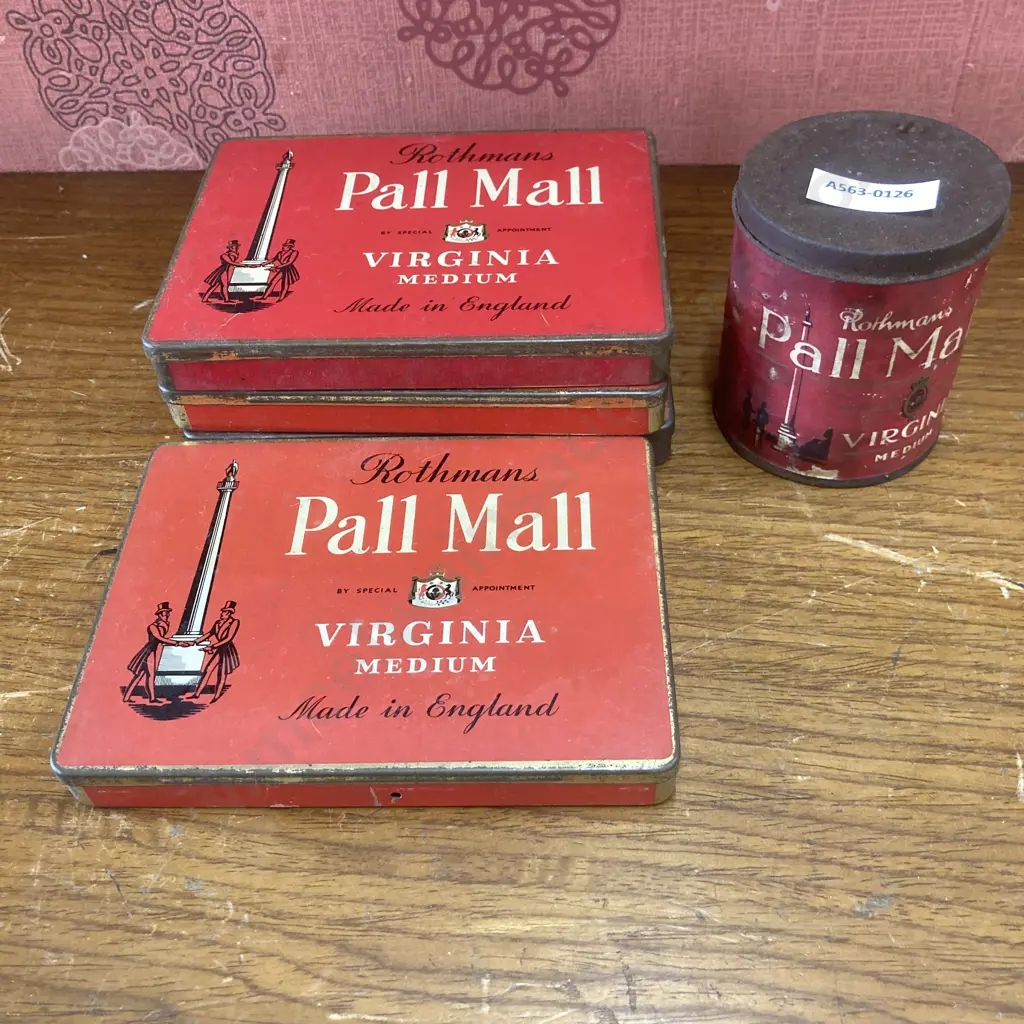 Rothmans
Pall Mall
BY SPECIAL APPOINTMENT
VIRGINIA
MEDIUM
Made in England
A563-0126
Rothmans
Pall Ma
VIRGIN
MEDIUM
Rothmans
Pall Mall
BY SPECIAL APPOINTMENT
VIRGINIA
MEDIUM
Made in England